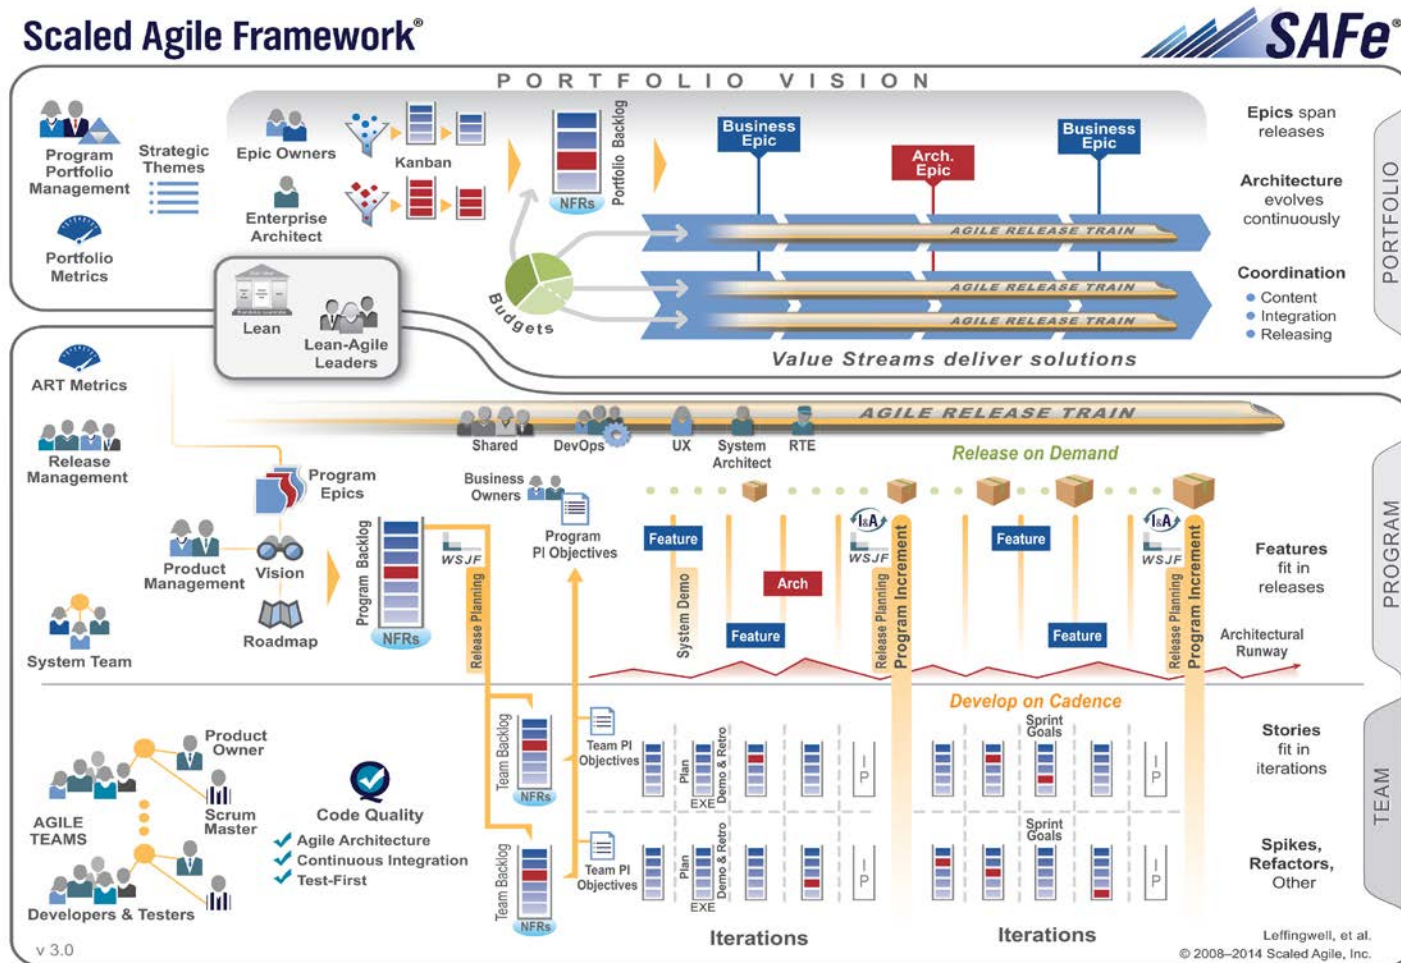 Scaled Agile Framework®
SAFe®
PORTFOLIO VISION
Program
Portfolio
Management
Strategic
Themes
Portfolio
Metrics
Epic Owners
Enterprise
Architect
Kanban
Portfolio Backlog
NFRs
Budgets
Business
Epic
Arch.
Epic
Business
Epic
AGILE RELEASE TRAIN
AGILE RELEASE TRAIN
AGILE RELEASE TRAIN
Value Streams deliver solutions
Epics span
releases
Architecture
evolves
continuously
Coordination
Content
Integration
Releasing
PORTFOLIO
Lean
Lean-Agile
Leaders
ART Metrics
Release
Management
AGILE RELEASE TRAIN
Shared
DevOps
UX
System
Architect
RTE
Release on Demand
Program
Epics
Product
Management
Vision
Roadmap
System Team
Program Backlog
NFRs
WSJF
Release Planning
Business
Owners
Program
PI Objectives
Feature
System Demo
Feature
Arch
I&A
WSJF
Release Planning
Program Increment
Feature
Feature
I&A
WSJF
Release Planning
Program Increment
Architectural
Runway
Features
fit in
releases
PROGRAM
Develop on Cadence
Product
Owner
Scrum
Master
AGILE
TEAMS
Developers & Testers
Code Quality
Agile Architecture
Continuous Integration
Test-First
Team Backlog
NFRs
Team PI
Objectives
Plan
EXE
Demo & Retro
I
P
Sprint
Goals
I
P
Team Backlog
NFRs
Team PI
Objectives
Plan
EXE
Demo & Retro
I
P
Sprint
Goals
I
P
Iterations
Iterations
Stories
fit in
iterations
Spikes,
Refactors,
Other
TEAM
v 3.0
Leffingwell, et al.
© 2008–2014 Scaled Agile, Inc.